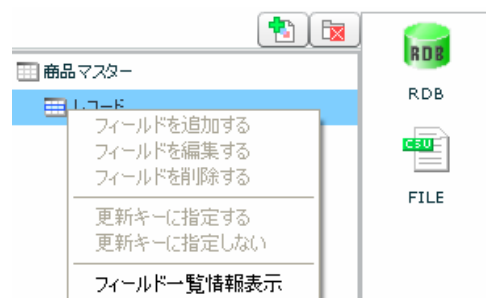 商品マスター
レコード
フィールドを追加する
フィールドを編集する
フィールドを削除する
更新キーに指定する
更新キーに指定しない
フィールド一覧情報表示
RDB
RDB
CSV
FILE